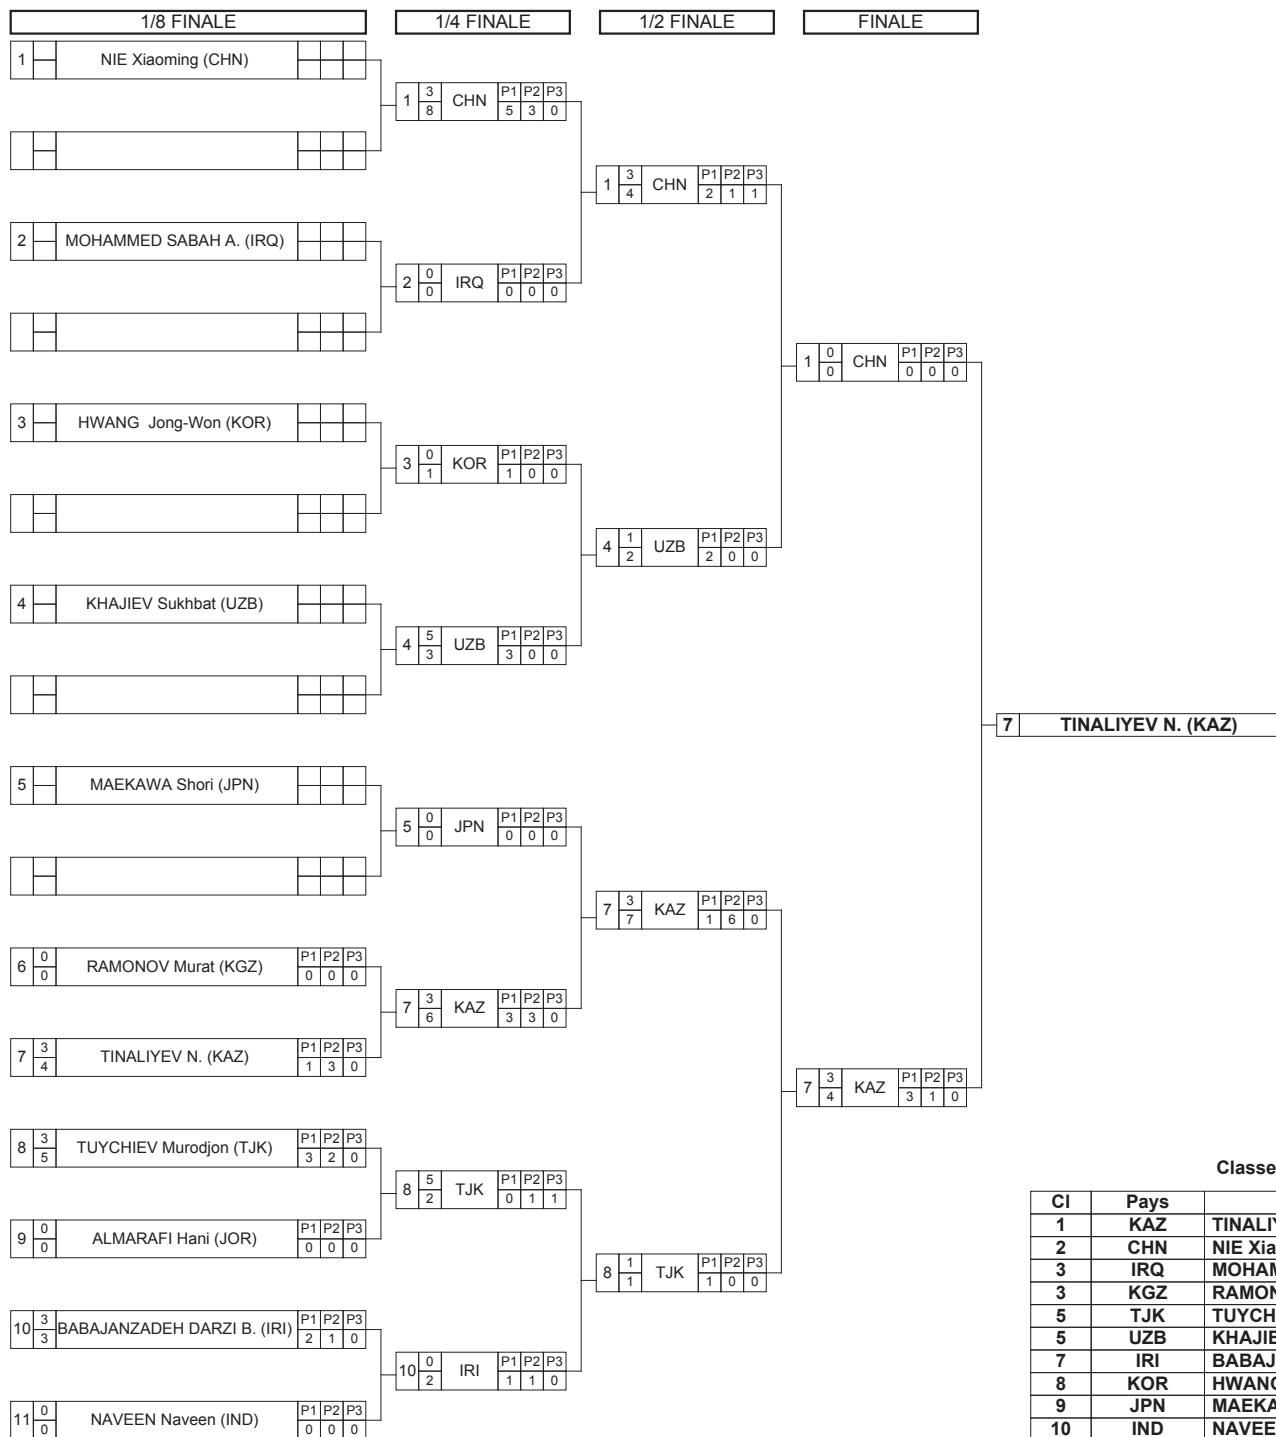 1/8 FINALE 1/4 FINALE 1/2 FINALE FINALE
1 NIE Xiaoming (CHN)
1 3 8 CHN P1 P2 P3 5 3 0
1 3 4 CHN P1 P2 P3 2 1 1
2 MOHAMMED SABAH A. (IRQ)
2 0 0 IRQ P1 P2 P3 0 0 0
1 0 0 CHN P1 P2 P3 0 0 0
3 HWANG Jong-Won (KOR)
3 0 1 KOR P1 P2 P3 1 0 0
4 1 2 UZB P1 P2 P3 2 0 0
4 KHAJIEV Sukhbat (UZB)
4 5 3 UZB P1 P2 P3 3 0 0
7 TINALIYEV N. (KAZ)
5 MAEKAWA Shori (JPN)
5 0 0 JPN P1 P2 P3 0 0 0
7 3 7 KAZ P1 P2 P3 1 6 0
6 0 0 RAMONOV Murat (KGZ) P1 P2 P3 0 0 0
7 3 6 KAZ P1 P2 P3 3 3 0
7 3 4 TINALIYEV N. (KAZ) P1 P2 P3 1 3 0
7 3 4 KAZ P1 P2 P3 3 1 0
8 3 5 TUYCHIEV Murodjon (TJK) P1 P2 P3 3 2 0
8 5 2 TJK P1 P2 P3 0 1 1
9 0 0 ALMARAFI Hani (JOR) P1 P2 P3 0 0 0
8 1 1 TJK P1 P2 P3 1 0 0
10 3 3 BABAJANZADEH DARZI B. (IRI) P1 P2 P3 2 1 0
10 0 2 IRI P1 P2 P3 1 1 0
11 0 0 NAVEEN Naveen (IND) P1 P2 P3 0 0 0
Classe
Cl Pays
1 KAZ TINALIY
2 CHN NIE Xia
3 IRQ MOHAM
3 KGZ RAMON
5 TJK TUYCH
5 UZB KHAJIE
7 IRI BABAJ
8 KOR HWANG
9 JPN MAEKA
10 IND NAVEE